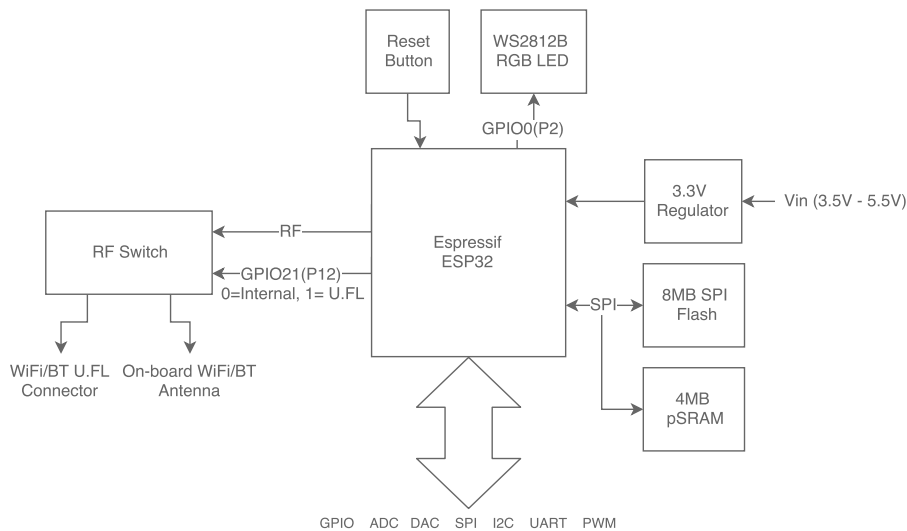 Reset
Button
WS2812B
RGB LED
GPIO0(P2)
3.3V
Regulator
Vin (3.5V - 5.5V)
Espressif
ESP32
RF Switch
RF
GPIO21(P12)
0=Internal, 1= U.FL
SPI
8MB SPI
Flash
WiFi/BT U.FL
Connector
On-board WiFi/BT
Antenna
4MB
pSRAM
GPIO ADC DAC SPI I2C UART PWM